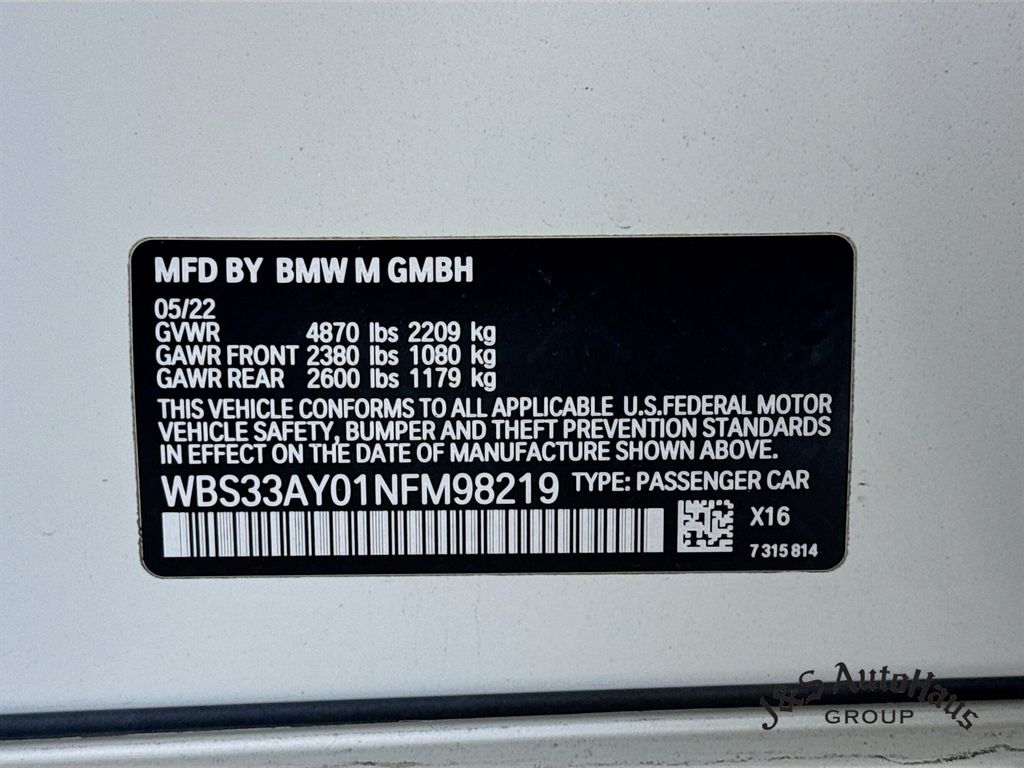 MFD BY BMW M GMBH
05/22
GVWR 4870 lbs 2209 kg
GAWR FRONT 2380 lbs 1080 kg
GAWR REAR 2600 lbs 1179 kg
THIS VEHICLE CONFORMS TO ALL APPLICABLE U.S.FEDERAL MOTOR
VEHICLE SAFETY, BUMPER AND THEFT PREVENTION STANDARDS
IN EFFECT ON THE DATE OF MANUFACTURE SHOWN ABOVE.
WBS33AY01NFM98219 TYPE: PASSENGER CAR
X16
7 315 814
J&S AutoHaus
GROUP